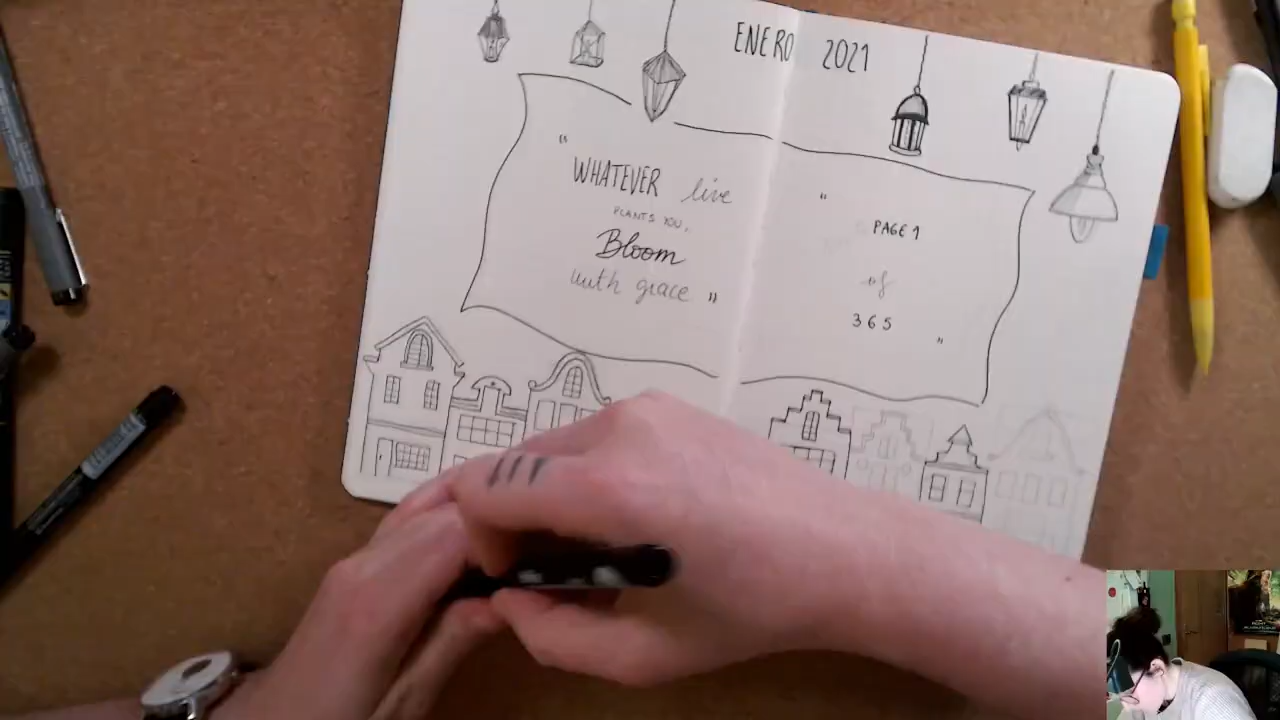 ENERO 2021
“
WHATEVER live
PLANTS YOU,
Bloom
with grace ”
“
PAGE 1
of
365
”